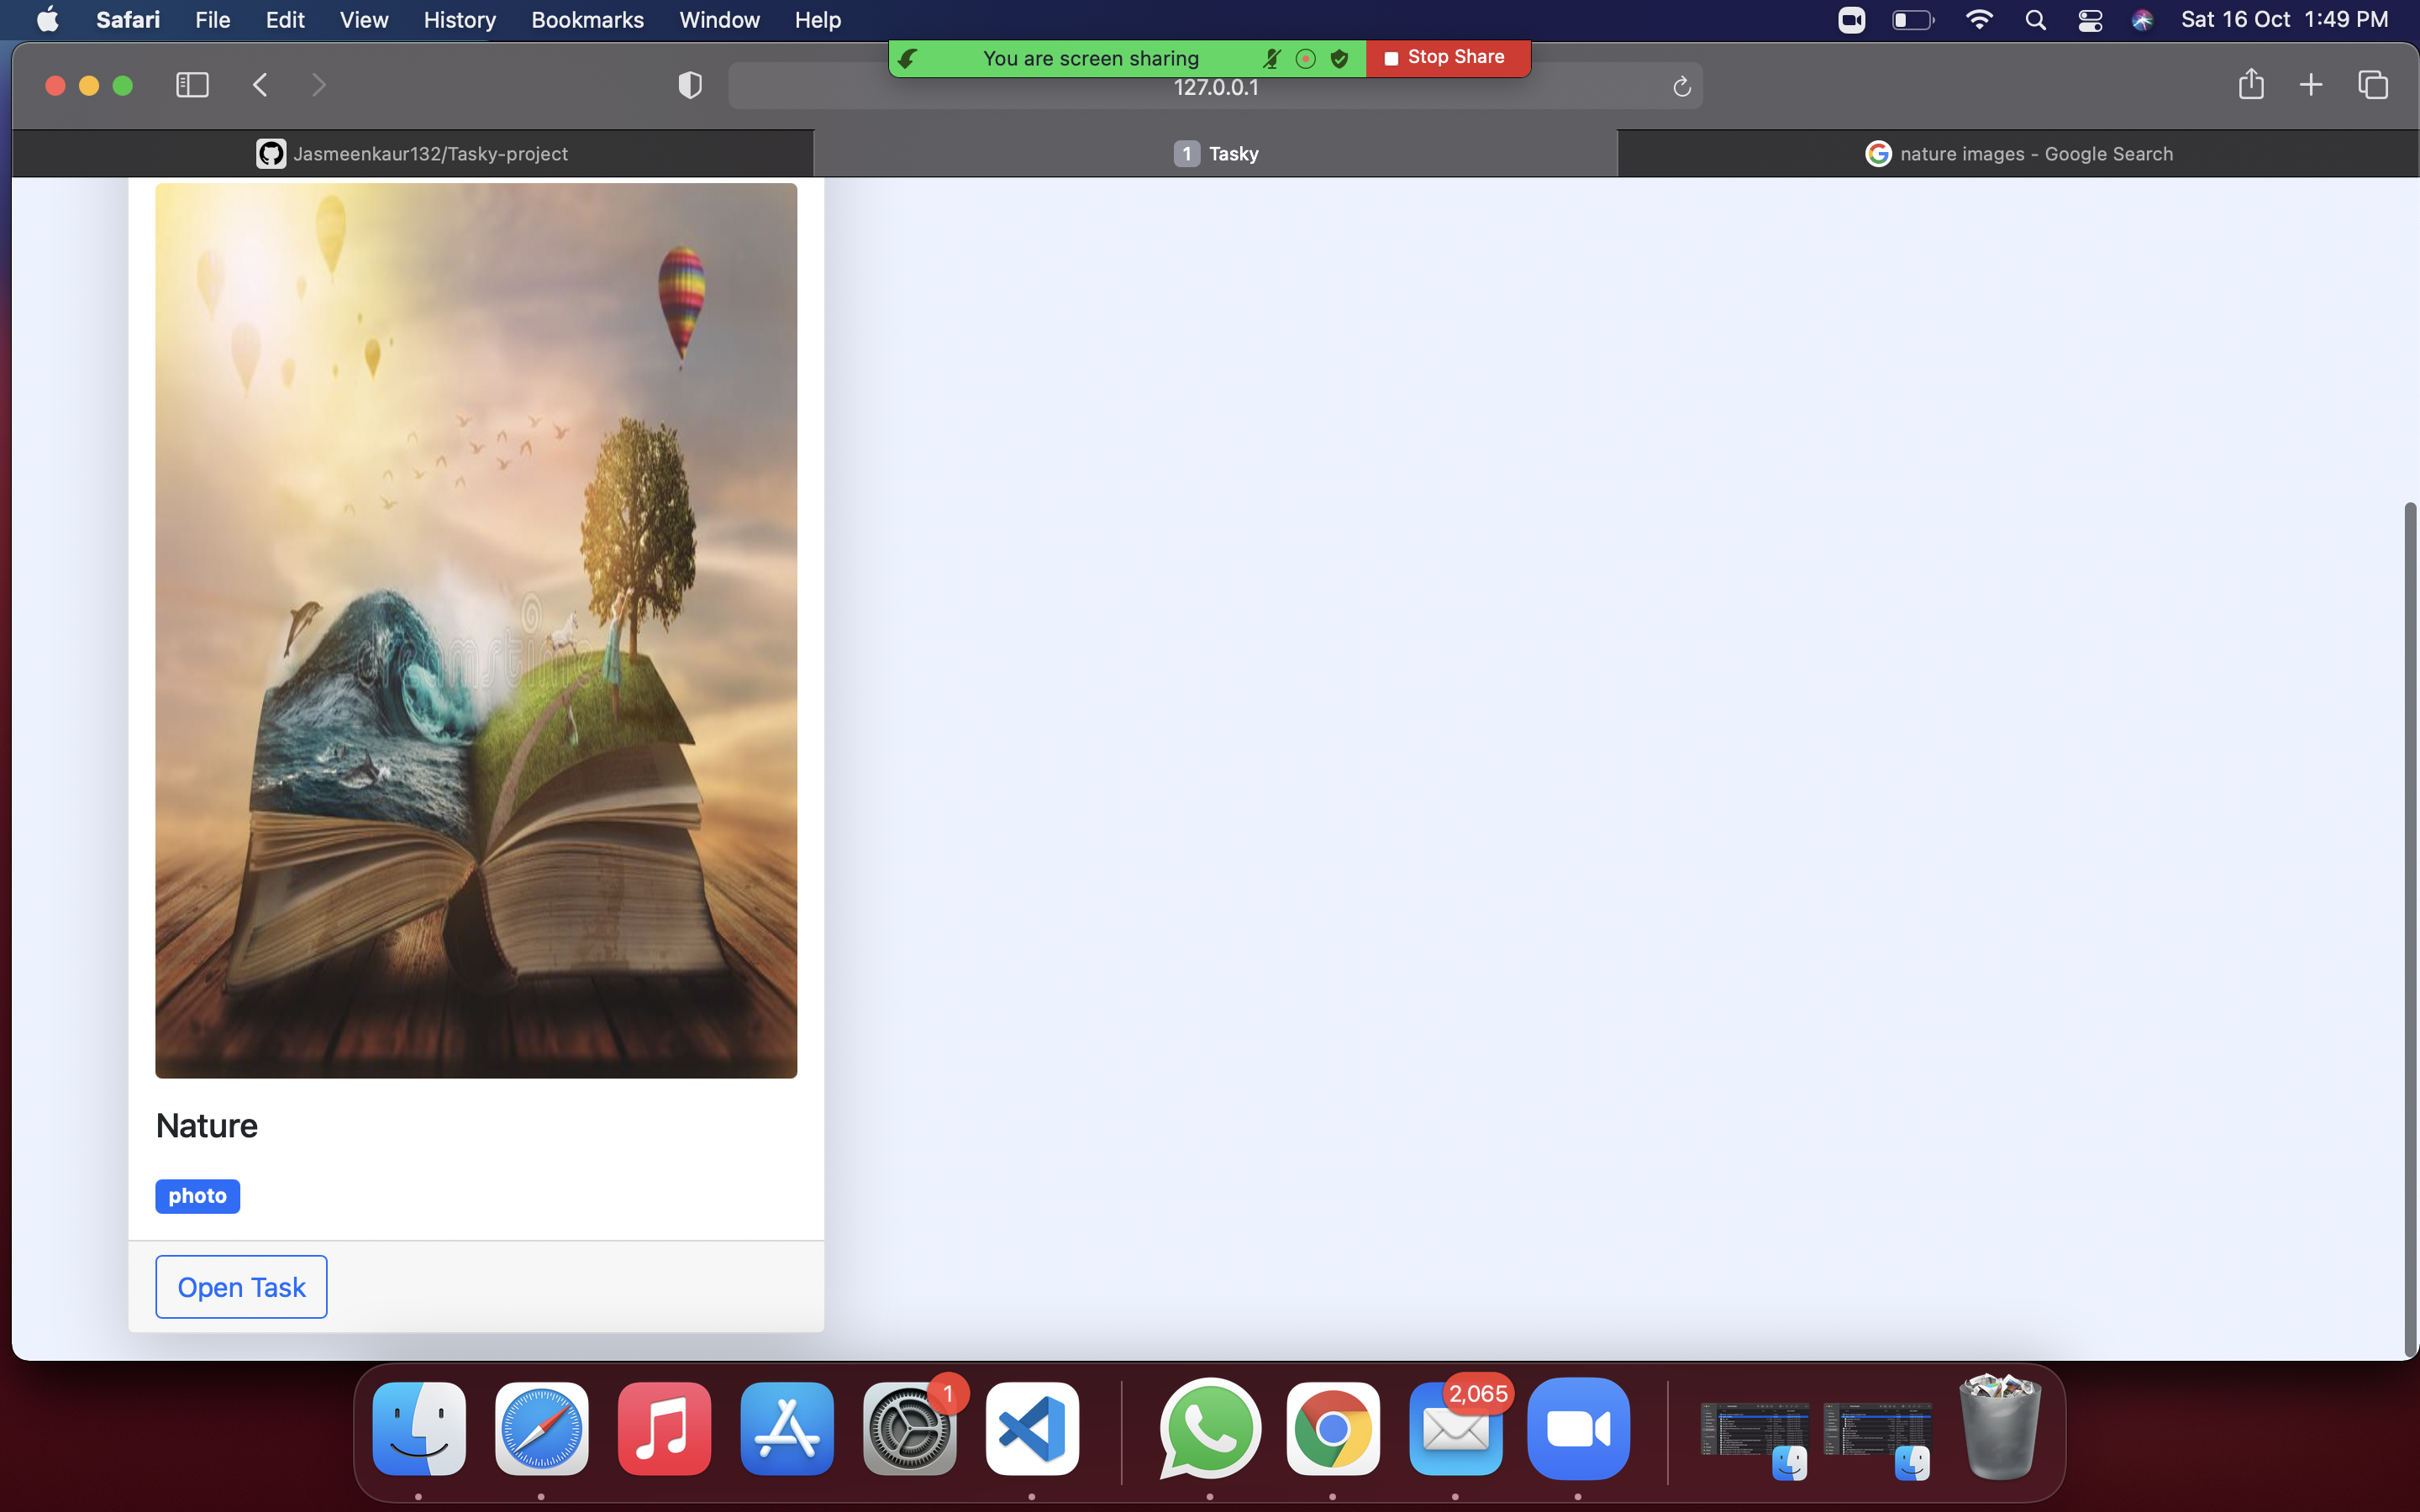 Safari File Edit View History Bookmarks Window Help Sat 16 Oct 1:49 PM
You are screen sharing Stop Share
127.0.0.1
Jasmeenkaur132/Tasky-project 1 Tasky nature images - Google Search
dreamstime
Nature
photo
Open Task
1 2,065